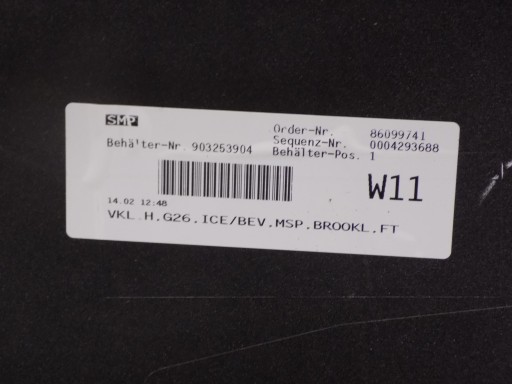 SMP
Order-Nr. 86099741
Sequenz-Nr. 0004293688
Behälter-Nr. 903253904 Behälter-Pos. 1
W11
14.02 12:48
VKL.H.G26.ICE/BEV.MSP.BROOKL.FT